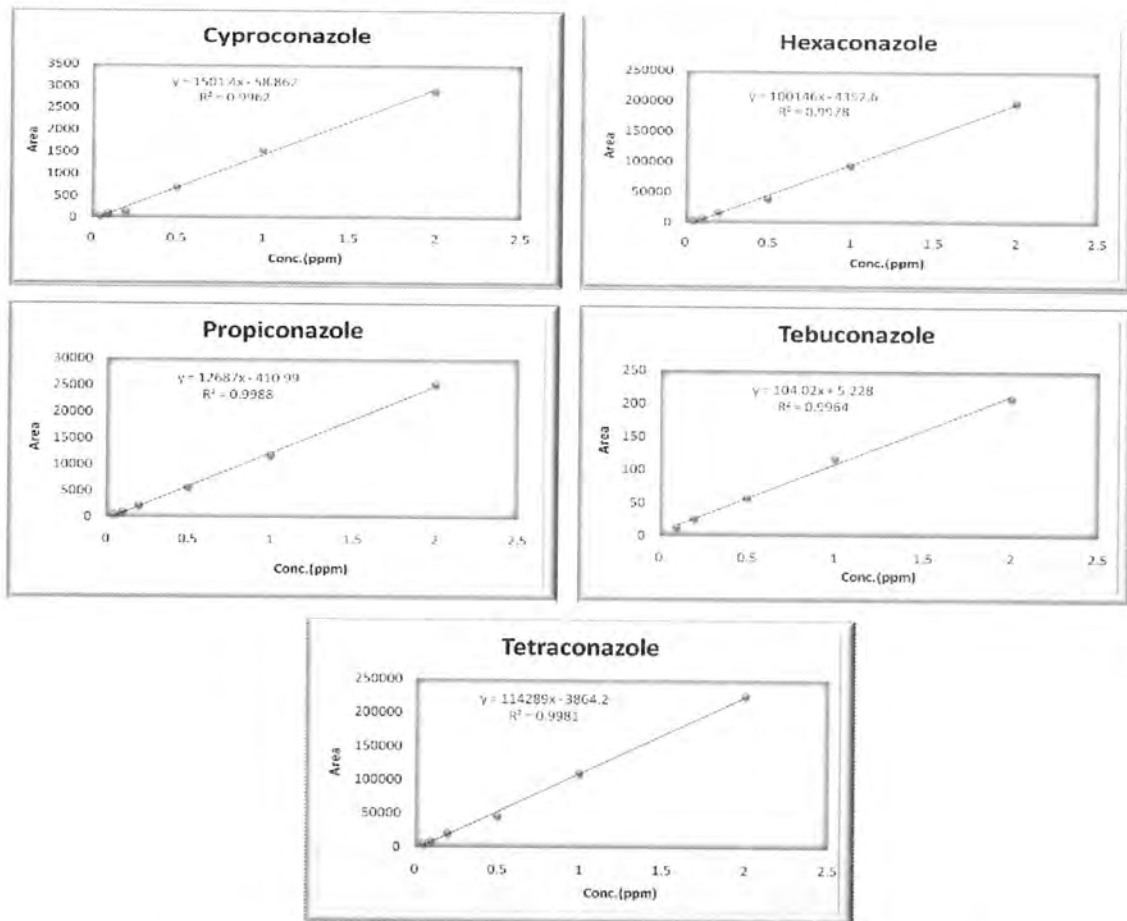 Cyproconazole
y = 1501.4x - 58.862
R² = 0.9962
3500
3000
2500
2000
1500
1000
500
0
Area
0 0.5 1 1.5 2 2.5
Conc.(ppm)
Hexaconazole
y = 100146x - 4392.6
R² = 0.9978
250000
200000
150000
100000
50000
0
Area
0 0.5 1 1.5 2 2.5
Conc.(ppm)
Propiconazole
y = 12687x - 410.99
R² = 0.9988
30000
25000
20000
15000
10000
5000
0
Area
0 0.5 1 1.5 2 2.5
Conc.(ppm)
Tebuconazole
y = 104.02x + 5.228
R² = 0.9964
250
200
150
100
50
0
Area
0 0.5 1 1.5 2 2.5
Conc.(ppm)
Tetraconazole
y = 114289x - 3864.2
R² = 0.9981
250000
200000
150000
100000
50000
0
Area
0 0.5 1 1.5 2 2.5
Conc.(ppm)